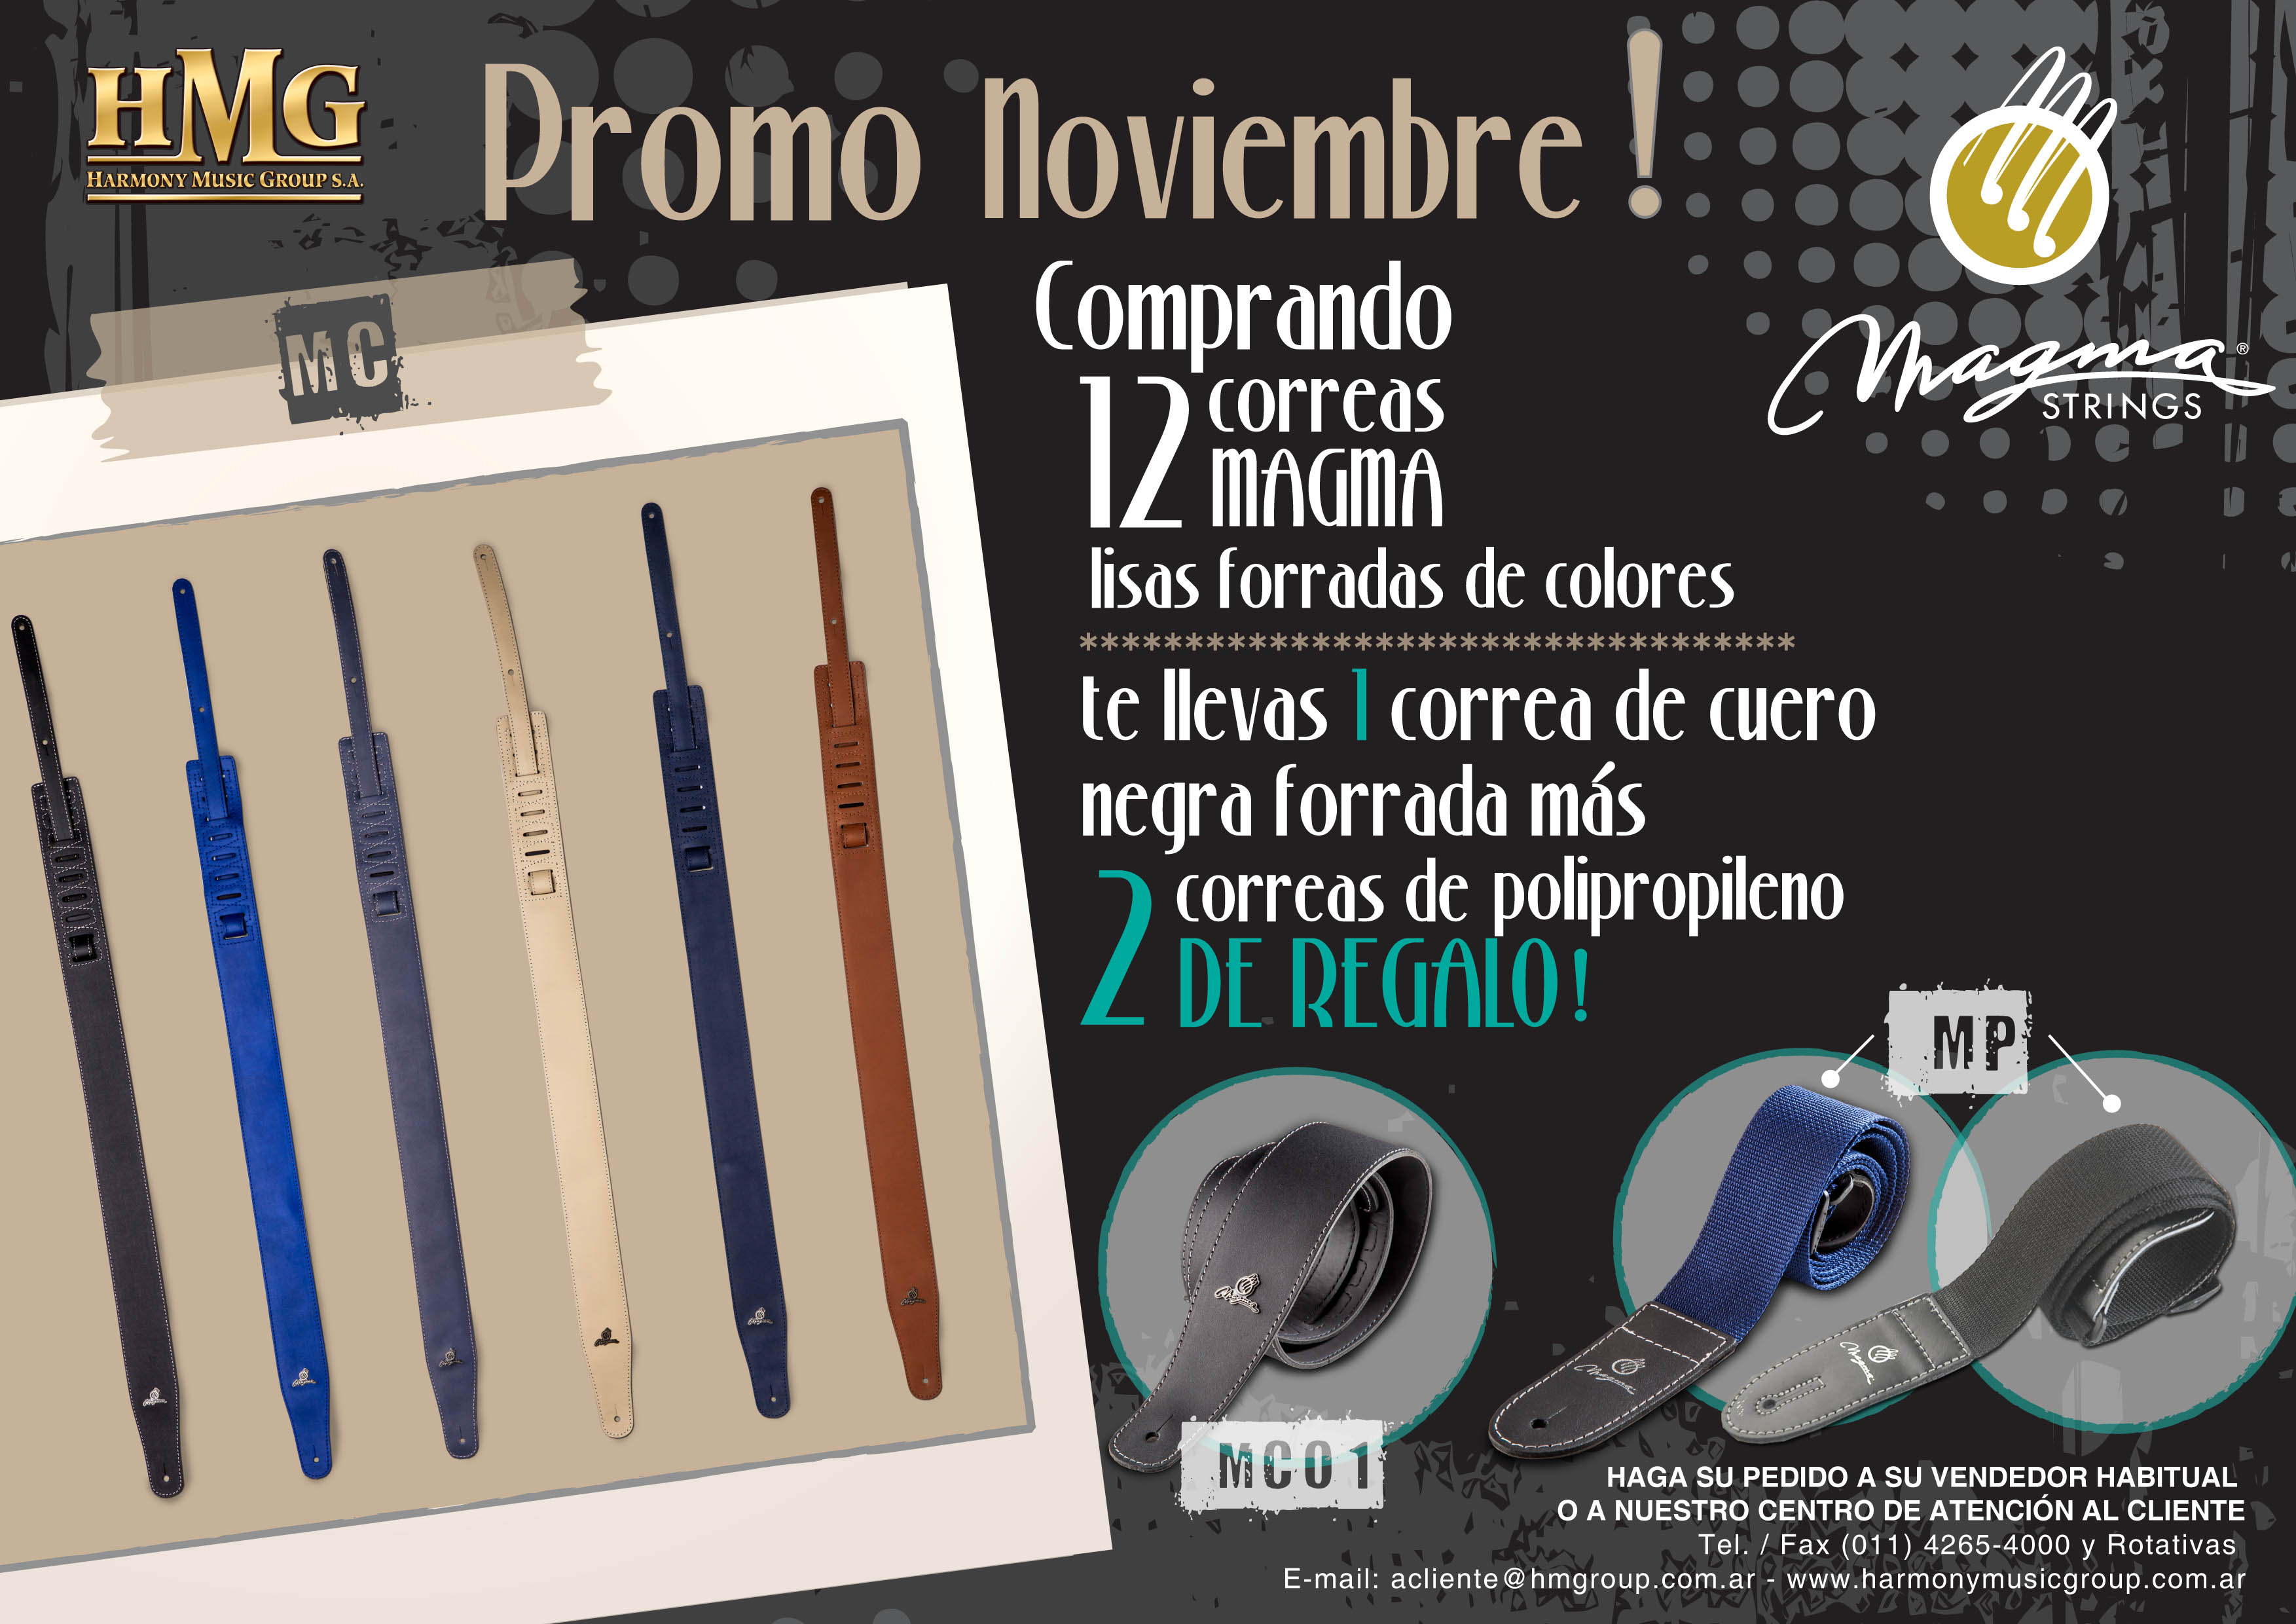 HMG
HARMONY MUSIC GROUP S.A.
Promo Noviembre !
Magma®
STRINGS
MC
Comprando
12 correas
MAGMA
lisas forradas de colores
**********************************
te llevas 1 correa de cuero
negra forrada más
2 correas de polipropileno
DE REGALO!
MP
Magma
Magma
MC01
HAGA SU PEDIDO A SU VENDEDOR HABITUAL
O A NUESTRO CENTRO DE ATENCIÓN AL CLIENTE
Tel. / Fax (011) 4265-4000 y Rotativas
E-mail: acliente@hmgroup.com.ar - www.harmonymusicgroup.com.ar